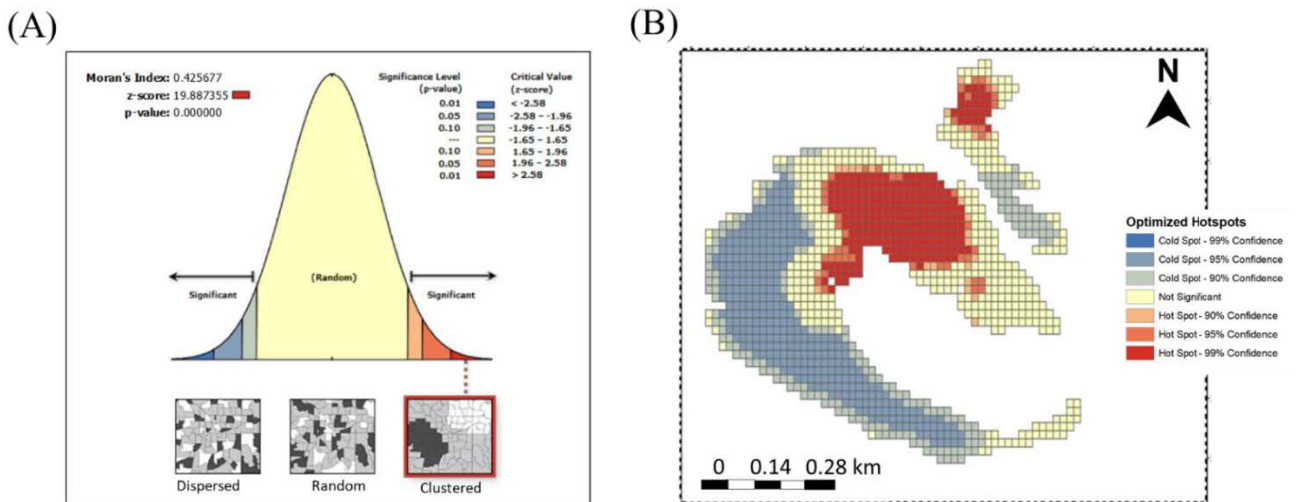 (A)
Moran's Index: 0.425677
z-score: 19.887355
p-value: 0.000000
Significance Level Critical Value
(p-value) (z-score)
0.01 < -2.58
0.05 -2.58 – -1.96
0.10 -1.96 – -1.65
--- -1.65 – 1.65
0.10 1.65 – 1.96
0.05 1.96 – 2.58
0.01 > 2.58
Significant (Random) Significant
Dispersed Random Clustered
(B)
N
Optimized Hotspots
Cold Spot - 99% Confidence
Cold Spot - 95% Confidence
Cold Spot - 90% Confidence
Not Significant
Hot Spot - 90% Confidence
Hot Spot - 95% Confidence
Hot Spot - 99% Confidence
0 0.14 0.28 km